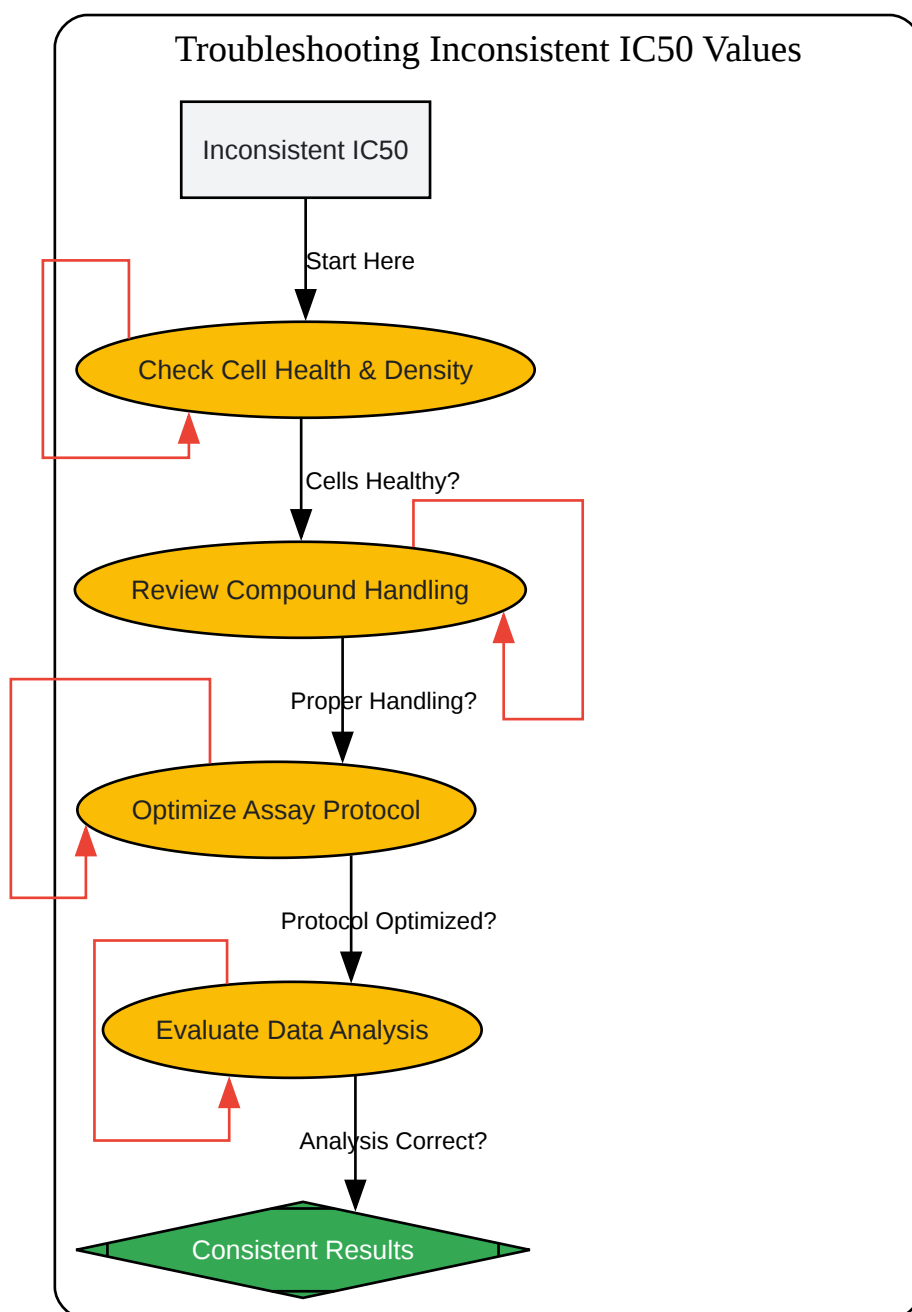 Troubleshooting Inconsistent IC50 Values
Inconsistent IC50
Start Here
Check Cell Health & Density
Cells Healthy?
Review Compound Handling
Proper Handling?
Optimize Assay Protocol
Protocol Optimized?
Evaluate Data Analysis
Analysis Correct?
Consistent Results